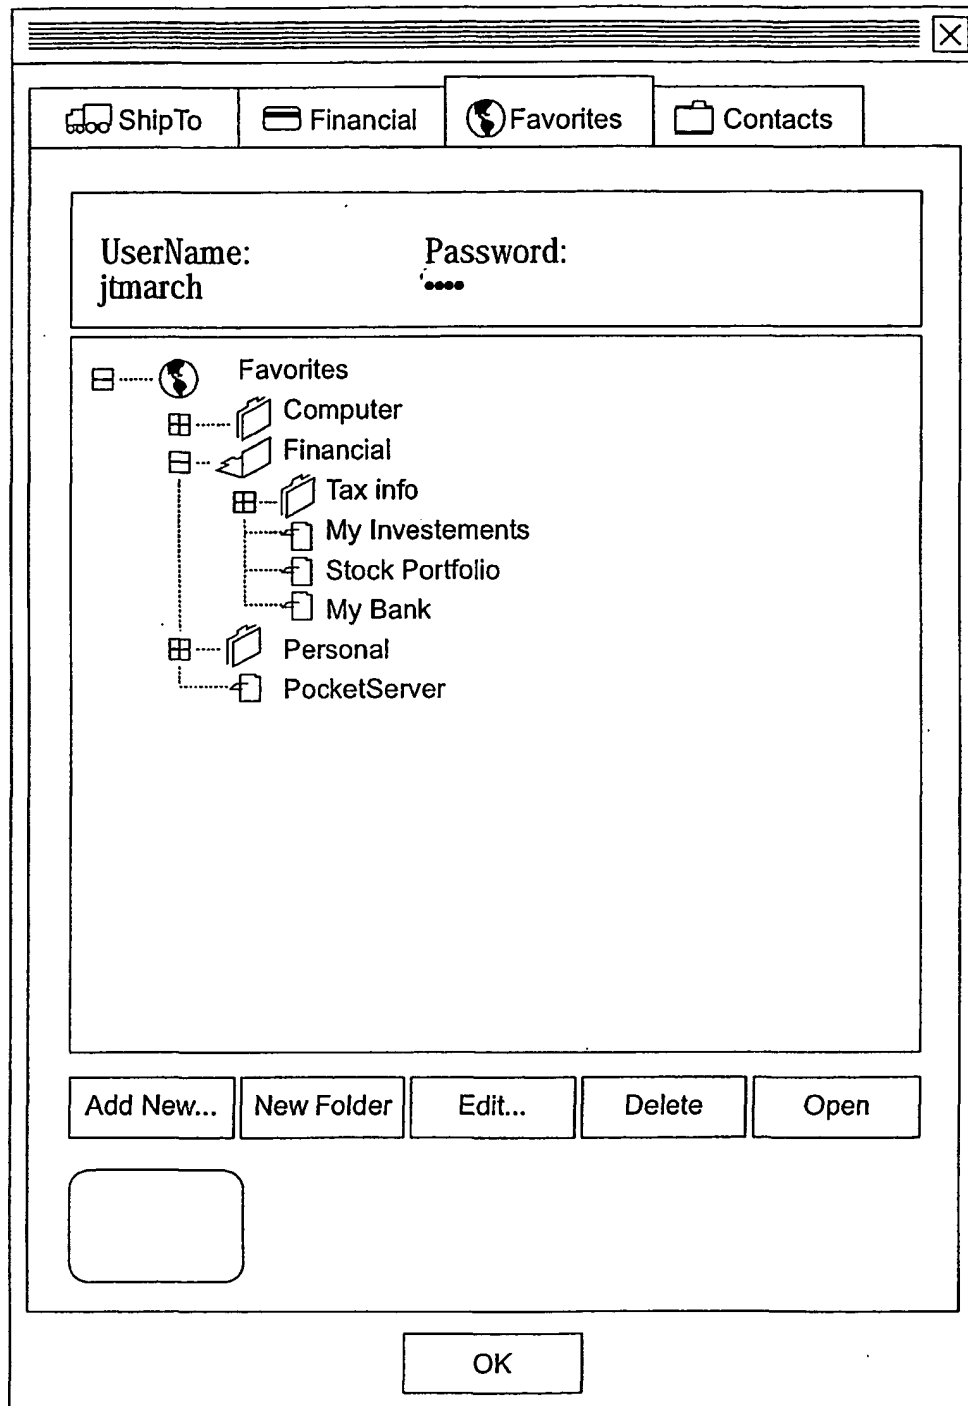 ShipTo Financial Favorites Contacts
UserName: Password:
jtmarch ••••
Favorites
Computer
Financial
Tax info
My Investements
Stock Portfolio
My Bank
Personal
PocketServer
Add New... New Folder Edit... Delete Open
OK